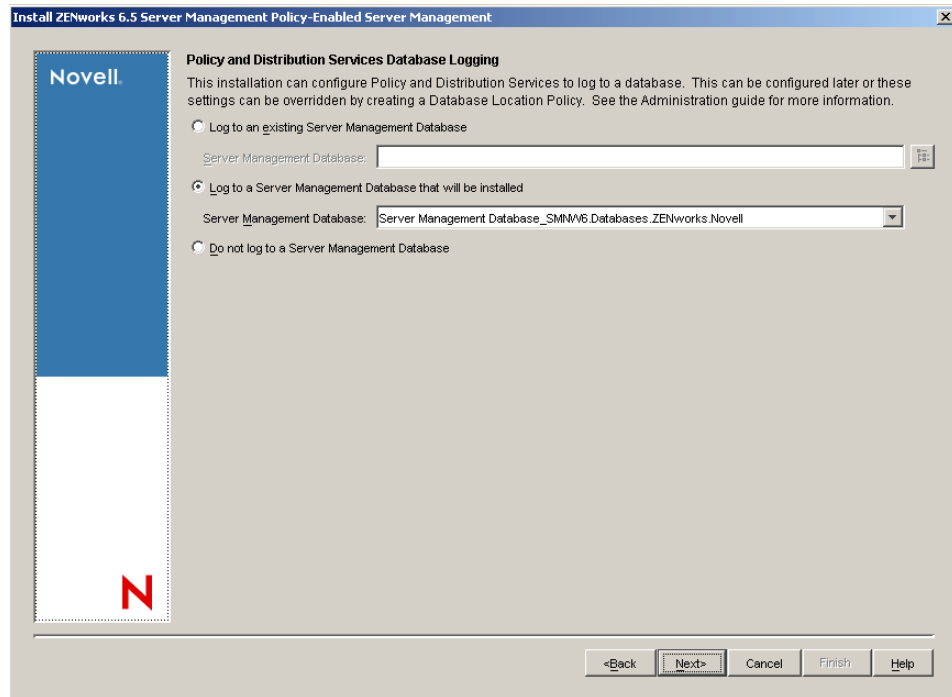 Install ZENworks 6.5 Server Management Policy-Enabled Server Management
Novell.
Policy and Distribution Services Database Logging
This installation can configure Policy and Distribution Services to log to a database. This can be configured later or these
settings can be overridden by creating a Database Location Policy. See the Administration guide for more information.
Log to an existing Server Management Database
Server Management Database:
Log to a Server Management Database that will be installed
Server Management Database: Server Management Database_SMNW6.Databases.ZENworks.Novell
Do not log to a Server Management Database
N
<Back Next> Cancel Finish Help